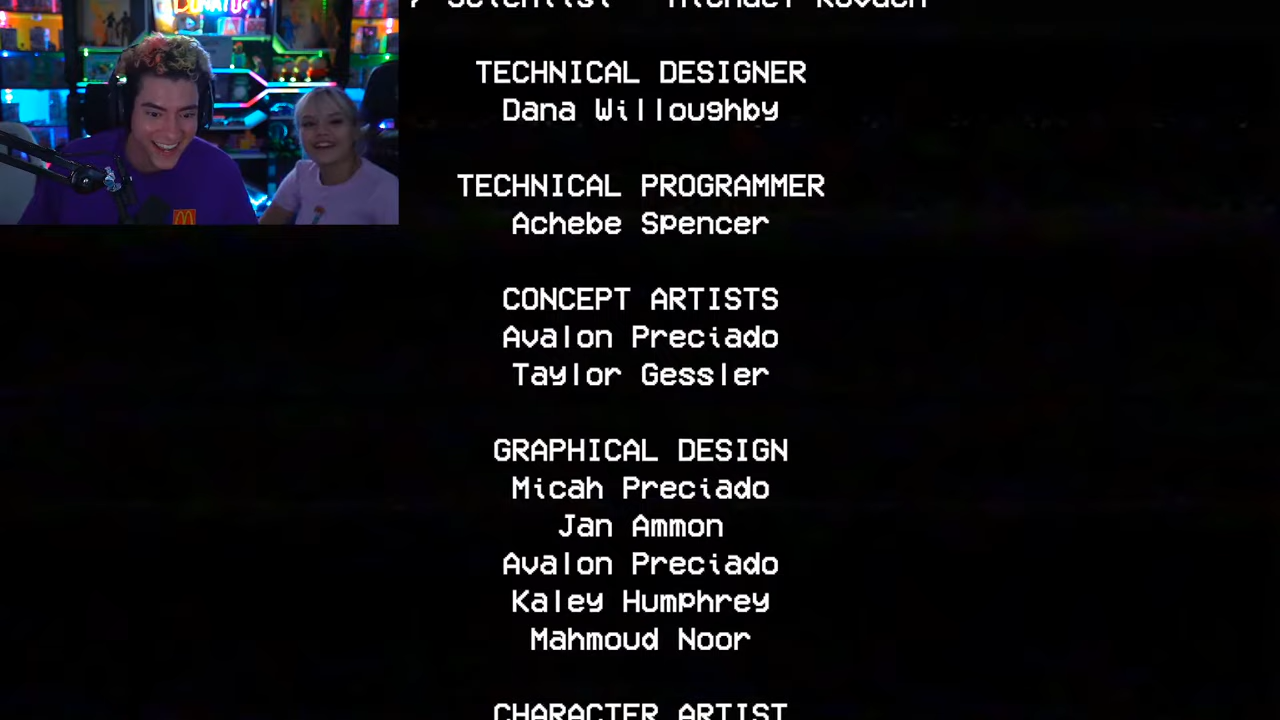 TECHNICAL DESIGNER
Dana Willoughby
TECHNICAL PROGRAMMER
Achebe Spencer
CONCEPT ARTISTS
Avalon Preciado
Taylor Gessler
GRAPHICAL DESIGN
Micah Preciado
Jan Ammon
Avalon Preciado
Kaley Humphrey
Mahmoud Noor
CHARACTER ARTIST